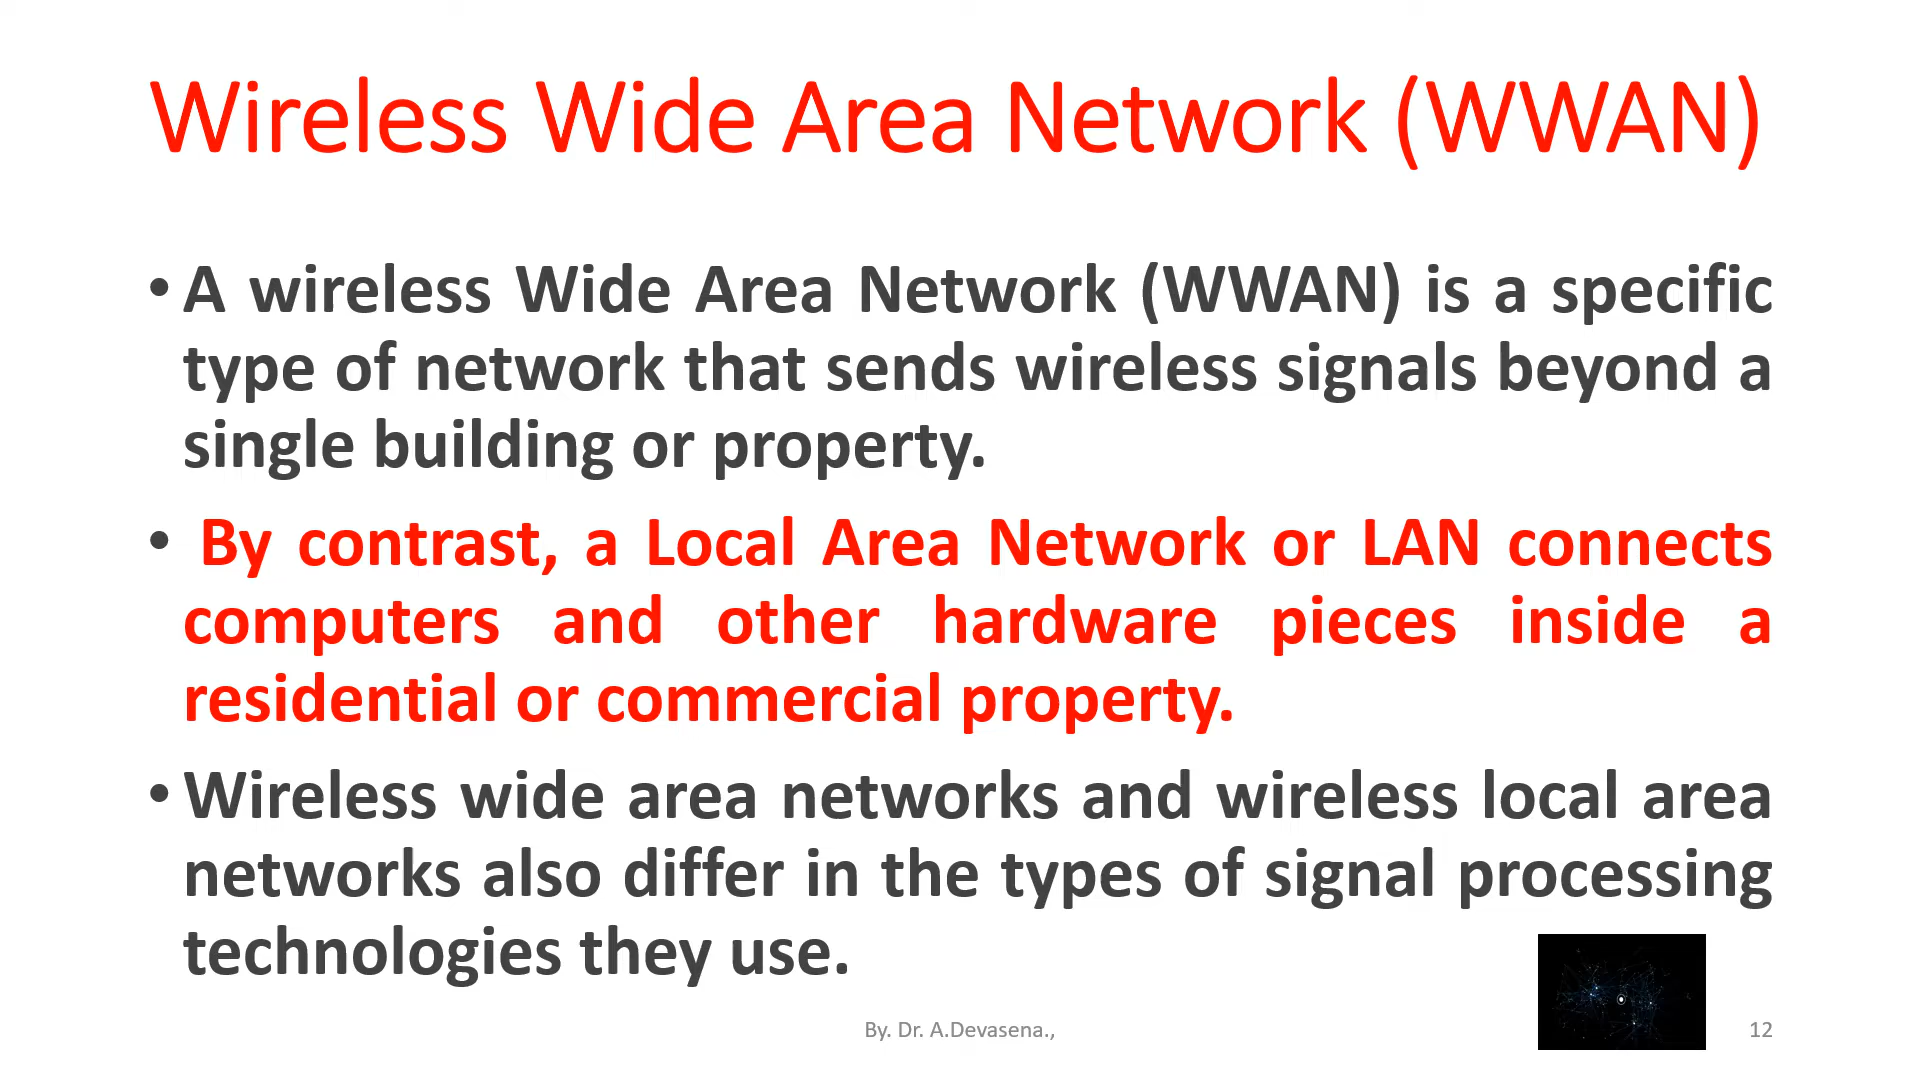 Wireless Wide Area Network (WWAN)
• A wireless Wide Area Network (WWAN) is a specific
type of network that sends wireless signals beyond a
single building or property.
• By contrast, a Local Area Network or LAN connects
computers and other hardware pieces inside a
residential or commercial property.
• Wireless wide area networks and wireless local area
networks also differ in the types of signal processing
technologies they use.
By. Dr. A.Devasena.,
12